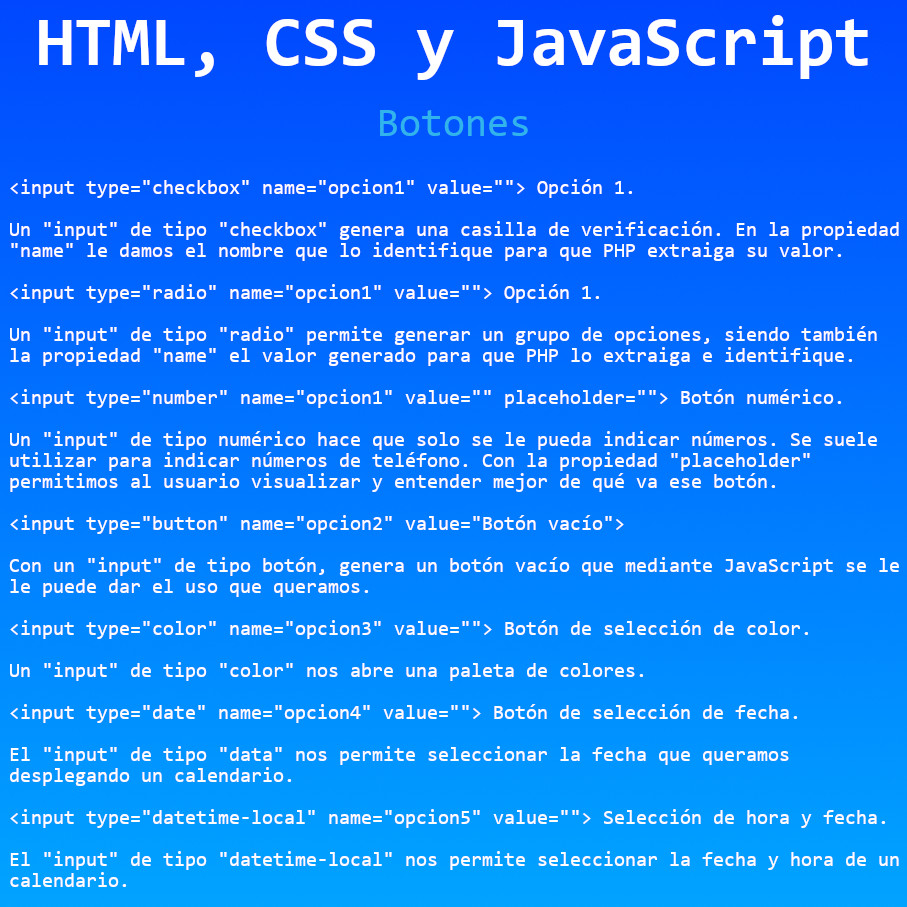 HTML, CSS y JavaScript
Botones
<input type="checkbox" name="opcion1" value=""> Opción 1.
Un "input" de tipo "checkbox" genera una casilla de verificación. En la propiedad
"name" le damos el nombre que lo identifique para que PHP extraiga su valor.
<input type="radio" name="opcion1" value=""> Opción 1.
Un "input" de tipo "radio" permite generar un grupo de opciones, siendo también
la propiedad "name" el valor generado para que PHP lo extraiga e identifique.
<input type="number" name="opcion1" value="" placeholder=""> Botón numérico.
Un "input" de tipo numérico hace que solo se le pueda indicar números. Se suele
utilizar para indicar números de teléfono. Con la propiedad "placeholder"
permitimos al usuario visualizar y entender mejor de qué va ese botón.
<input type="button" name="opcion2" value="Botón vacío">
Con un "input" de tipo botón, genera un botón vacío que mediante JavaScript se le
le puede dar el uso que queramos.
<input type="color" name="opcion3" value=""> Botón de selección de color.
Un "input" de tipo "color" nos abre una paleta de colores.
<input type="date" name="opcion4" value=""> Botón de selección de fecha.
El "input" de tipo "data" nos permite seleccionar la fecha que queramos
desplegando un calendario.
<input type="datetime-local" name="opcion5" value=""> Selección de hora y fecha.
El "input" de tipo "datetime-local" nos permite seleccionar la fecha y hora de un
calendario.